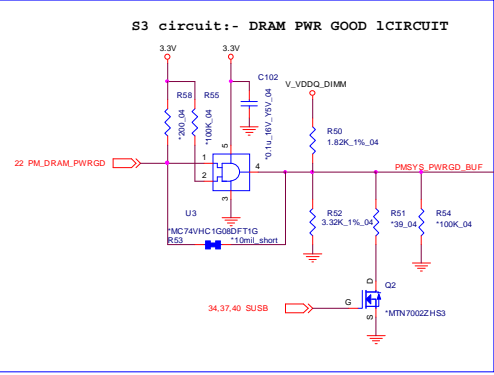 S3 circuit:- DRAM PWR GOOD lCIRCUIT
3.3V
3.3V
C102
*0.1u_16V_Y5V_04
V_VDDQ_DIMM
R58
R55
*200_04
*100K_04
R50
1.82K_1%_04
5
22 PM_DRAM_PWRGD
1
2
4
PMSYS_PWRGD_BUF
3
U3
*MC74VHC1G08DFT1G
R53
*10mil_short
R52
3.32K_1%_04
R51
*39_04
R54
*100K_04
D
Q2
34,37,40 SUSB
G
*MTN7002ZHS3
S